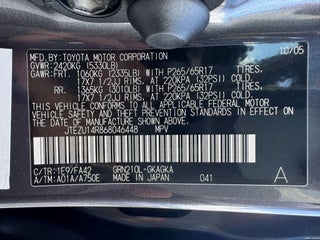 MFD. BY: TOYOTA MOTOR CORPORATION 10/05
GVWR: 2420KG (5330LB)
GAWR: FRT. 1060KG (2335LB) WITH P265/65R17 TIRES,
17X7 1/2JJ RIMS, AT 220KPA (32PSI) COLD.
RR. 1365KG (3010LB) WITH P265/65R17 TIRES,
17X7 1/2JJ RIMS, AT 220KPA (32PSI) COLD.
THIS VEHICLE CONFORMS TO ALL APPLICABLE FEDERAL MOTOR
VEHICLE SAFETY AND THEFT PREVENTION STANDARDS IN
EFFECT ON THE DATE OF MANUFACTURE SHOWN ABOVE.
JTEZU14R868046448 MPV
C/TR: 1E9/FA42 GRN210L-GKAGKA
A/TM: A01A/A750E MADE IN JAPAN 041 A